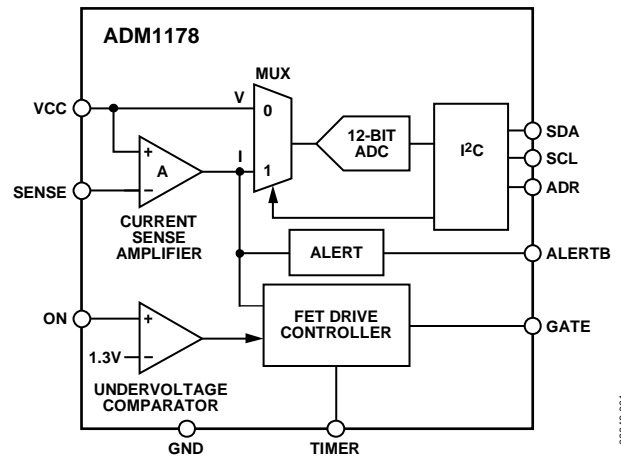 ADM1178
MUX
VCC
V
0
12-BIT
ADC
I²C
SDA
SCL
ADR
I
1
+
A
−
SENSE
CURRENT
SENSE
AMPLIFIER
ALERT
ALERTB
ON
+
1.3V
−
FET DRIVE
CONTROLLER
GATE
UNDERVOLTAGE
COMPARATOR
GND
TIMER